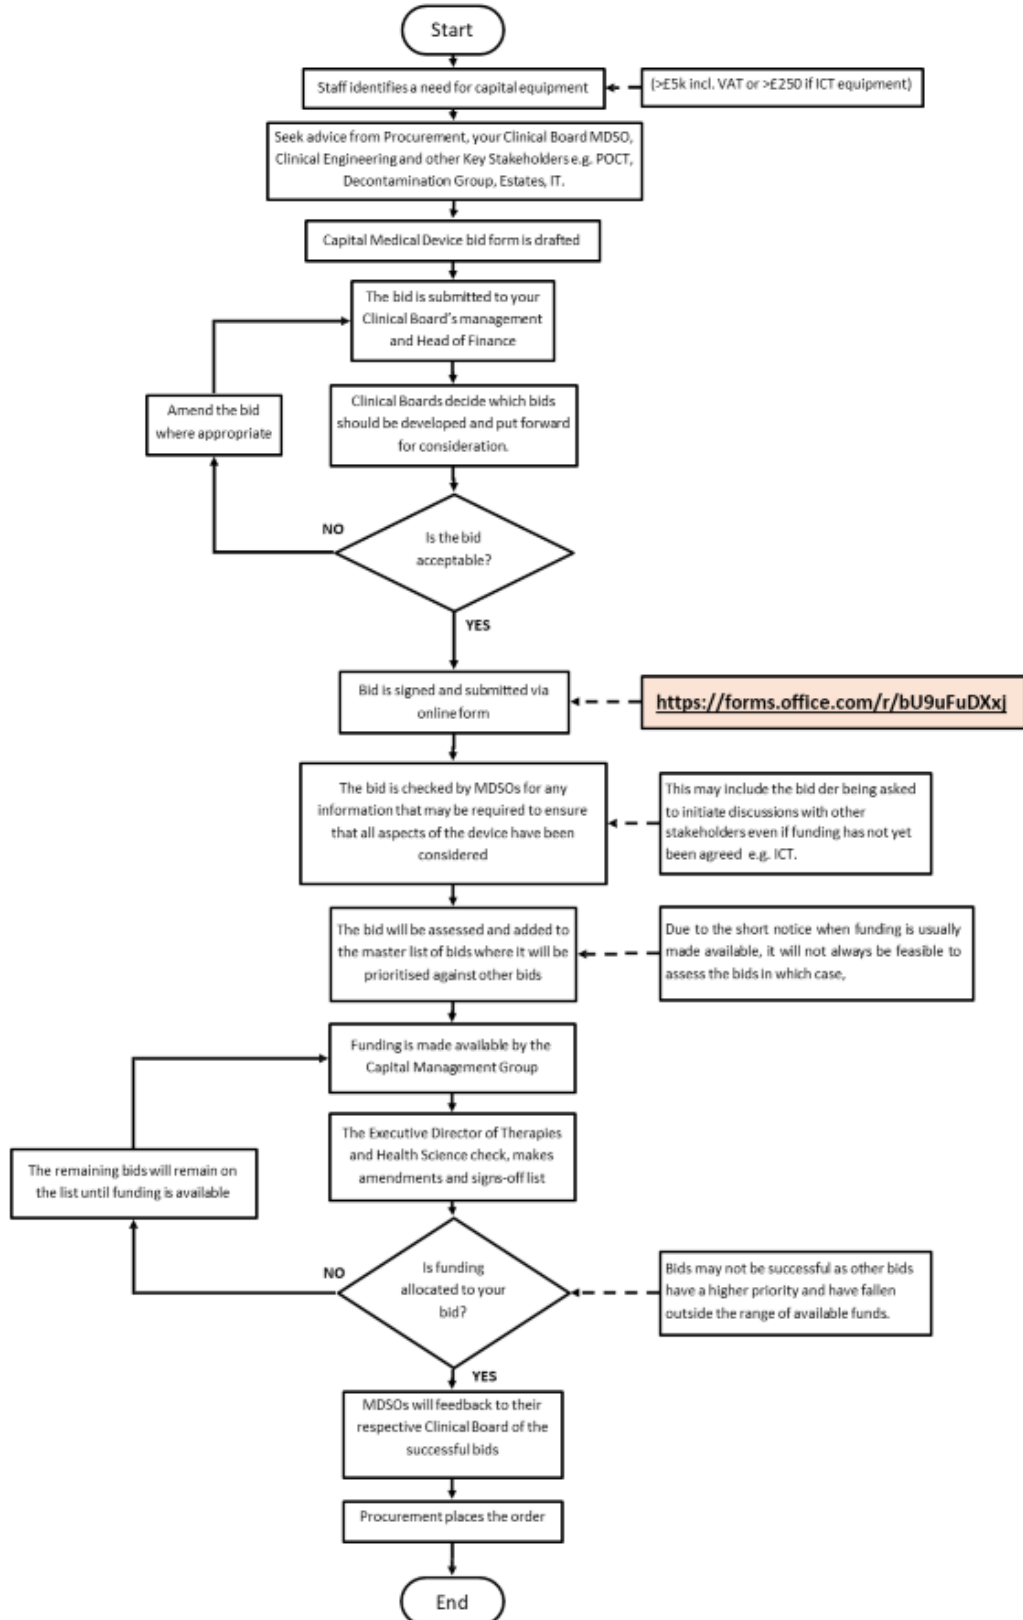 Start
Staff identifies a need for capital equipment
(>£5k incl. VAT or >£250 if ICT equipment)
Seek advice from Procurement, your Clinical Board MDSO,
Clinical Engineering and other Key Stakeholders e.g. POCT,
Decontamination Group, Estates, IT.
Capital Medical Device bid form is drafted
The bid is submitted to your
Clinical Board's management
and Head of Finance
Clinical Boards decide which bids
should be developed and put forward
for consideration.
Amend the bid
where appropriate
NO
Is the bid
acceptable?
YES
Bid is signed and submitted via
online form
https://forms.office.com/r/bU9uFuDXxj
The bid is checked by MDSOs for any
information that may be required to ensure
that all aspects of the device have been
considered
This may include the bid der being asked
to initiate discussions with other
stakeholders even if funding has not yet
been agreed e.g. ICT.
The bid will be assessed and added to
the master list of bids where it will be
prioritised against other bids
Due to the short notice when funding is usually
made available, it will not always be feasible to
assess the bids in which case,
Funding is made available by the
Capital Management Group
The Executive Director of Therapies
and Health Science check, makes
amendments and signs-off list
The remaining bids will remain on
the list until funding is available
NO
Is funding
allocated to your
bid?
Bids may not be successful as other bids
have a higher priority and have fallen
outside the range of available funds.
YES
MDSOs will feedback to their
respective Clinical Board of the
successful bids
Procurement places the order
End